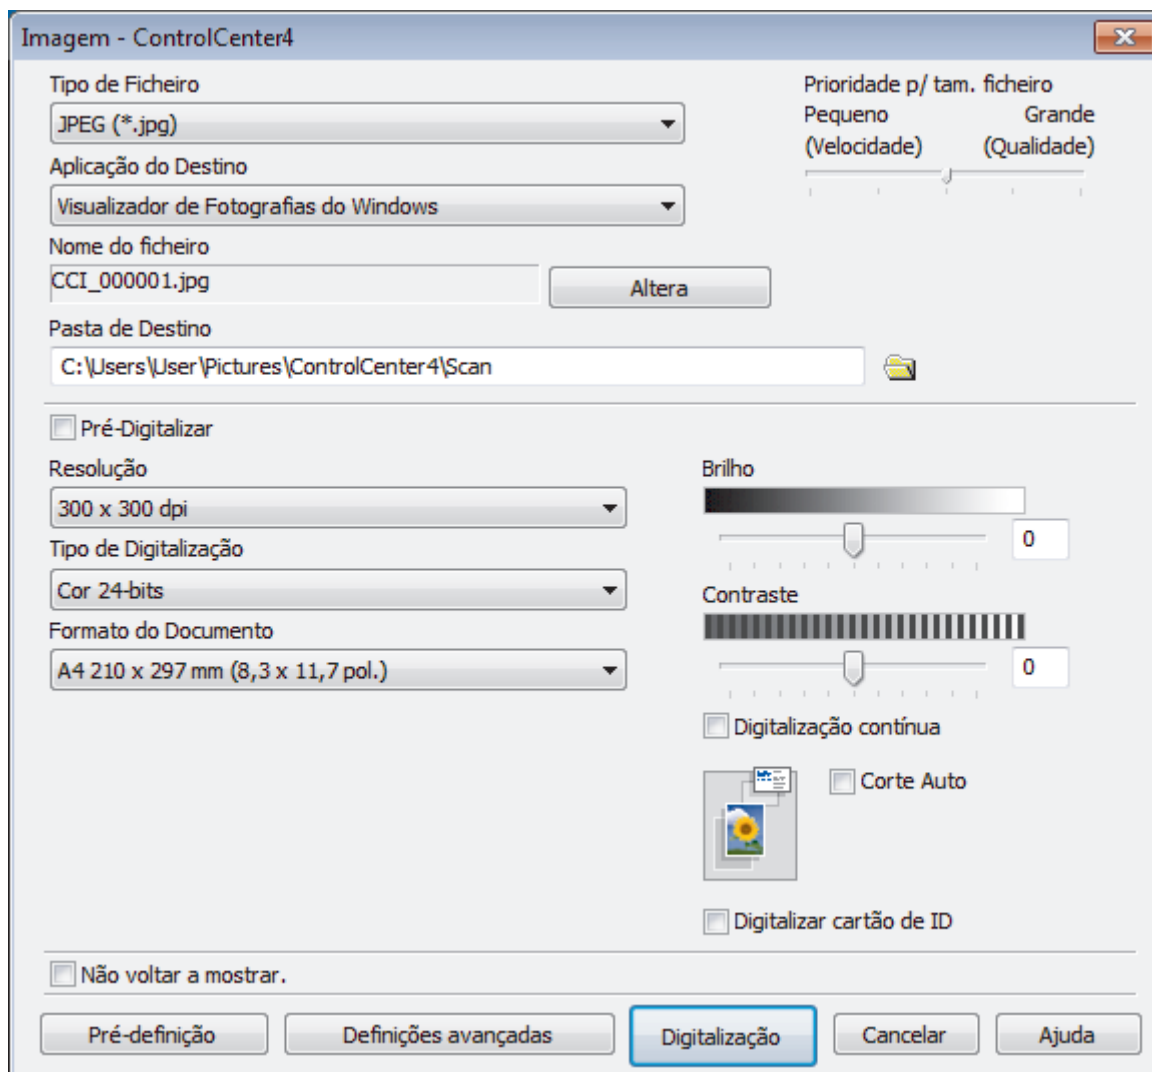 Imagem - ControlCenter4
Tipo de Ficheiro
JPEG (*.jpg)
Prioridade p/ tam. ficheiro
Pequeno Grande
(Velocidade) (Qualidade)
Aplicação do Destino
Visualizador de Fotografias do Windows
Nome do ficheiro
CCI_000001.jpg
Altera
Pasta de Destino
C:\Users\User\Pictures\ControlCenter4\Scan
Pré-Digitalizar
Resolução
300 x 300 dpi
Tipo de Digitalização
Cor 24-bits
Formato do Documento
A4 210 x 297 mm (8,3 x 11,7 pol.)
Brilho
0
Contraste
0
Digitalização contínua
Corte Auto
Digitalizar cartão de ID
Não voltar a mostrar.
Pré-definição
Definições avançadas
Digitalização
Cancelar
Ajuda